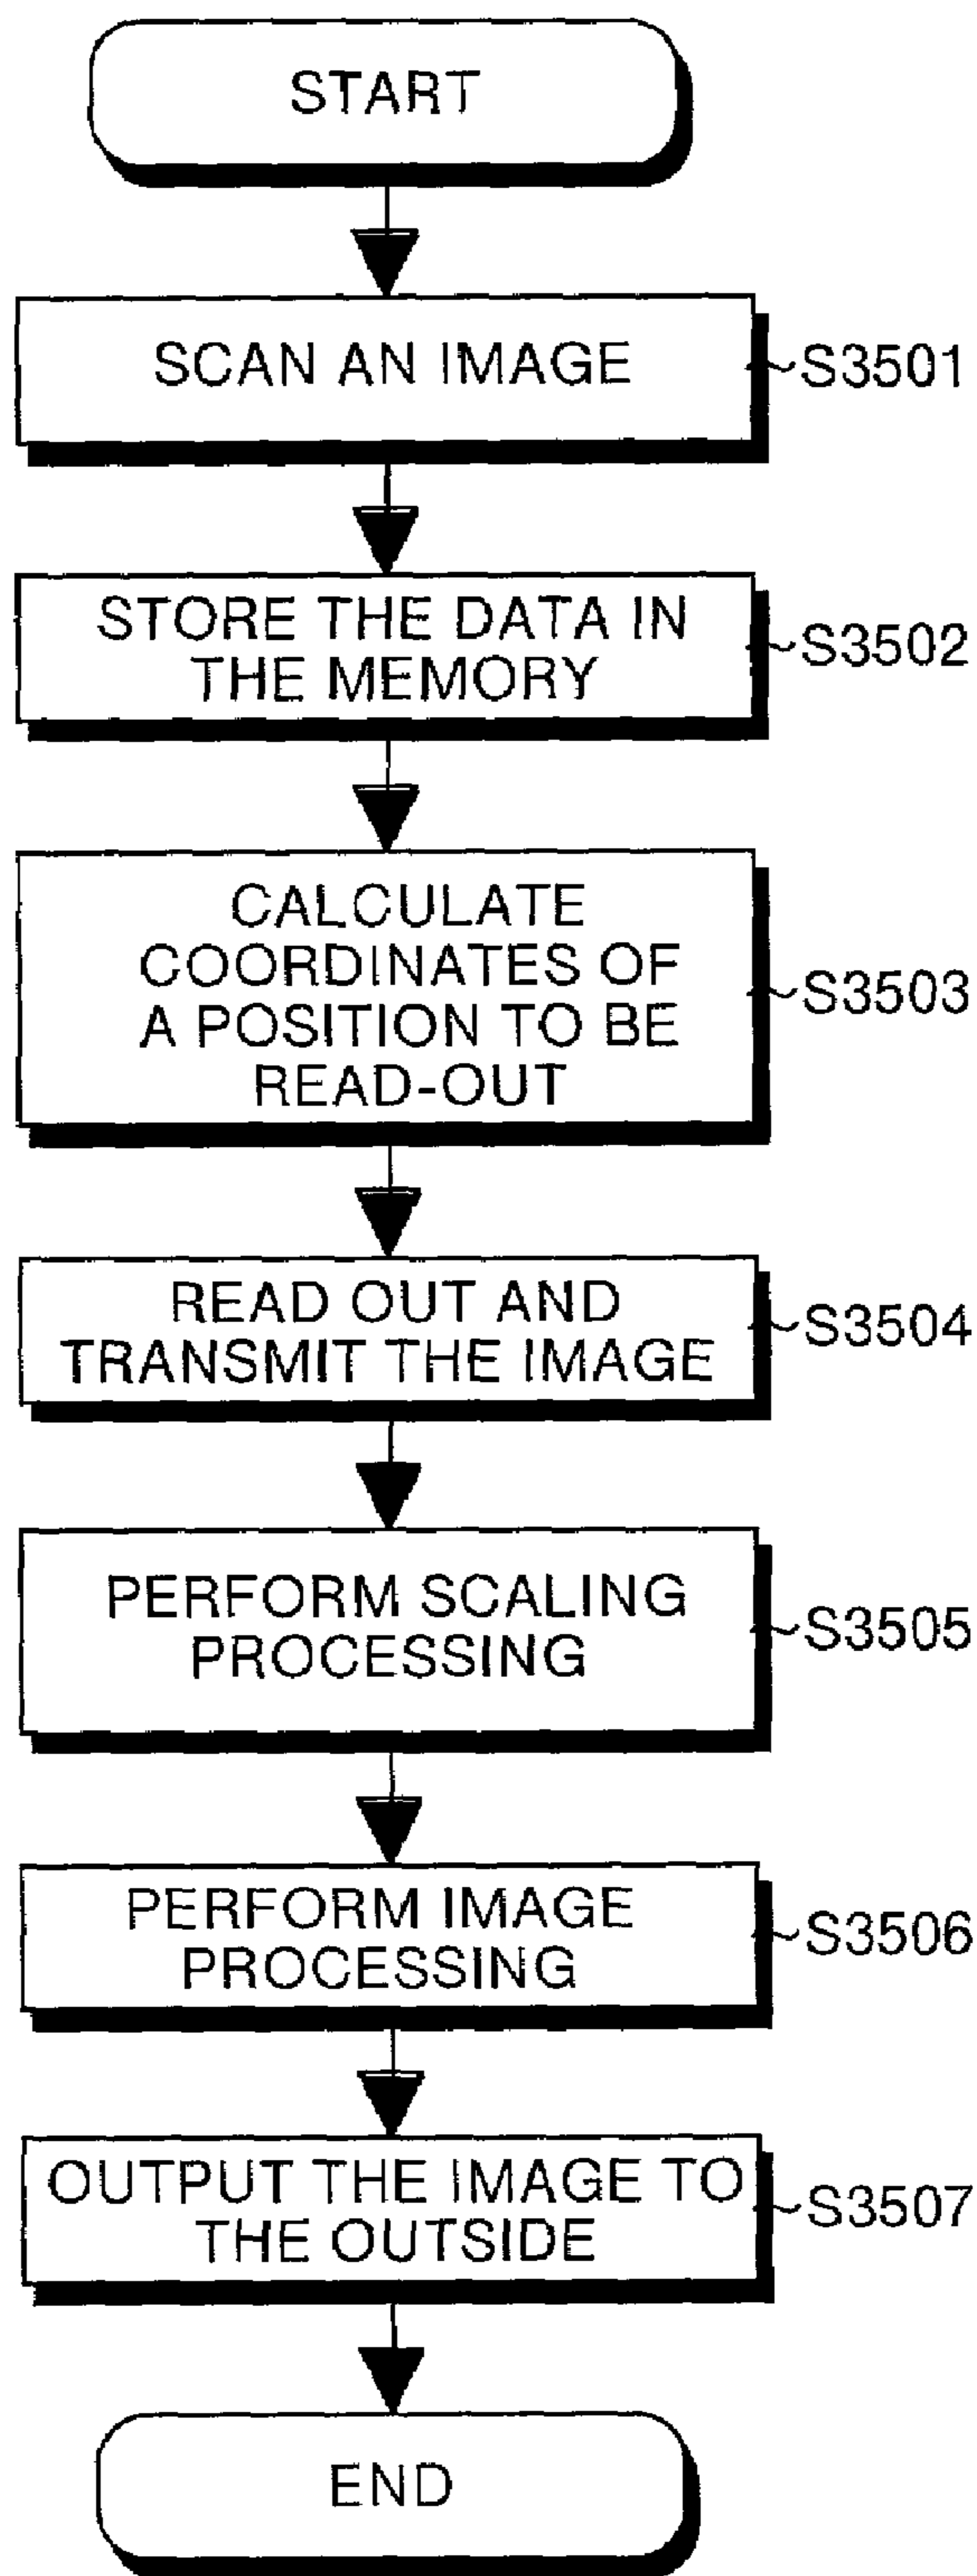 START
SCAN AN IMAGE
S3501
STORE THE DATA IN
THE MEMORY
S3502
CALCULATE
COORDINATES OF
A POSITION TO BE
READ-OUT
S3503
READ OUT AND
TRANSMIT THE IMAGE
S3504
PERFORM SCALING
PROCESSING
S3505
PERFORM IMAGE
PROCESSING
S3506
OUTPUT THE IMAGE TO
THE OUTSIDE
S3507
END